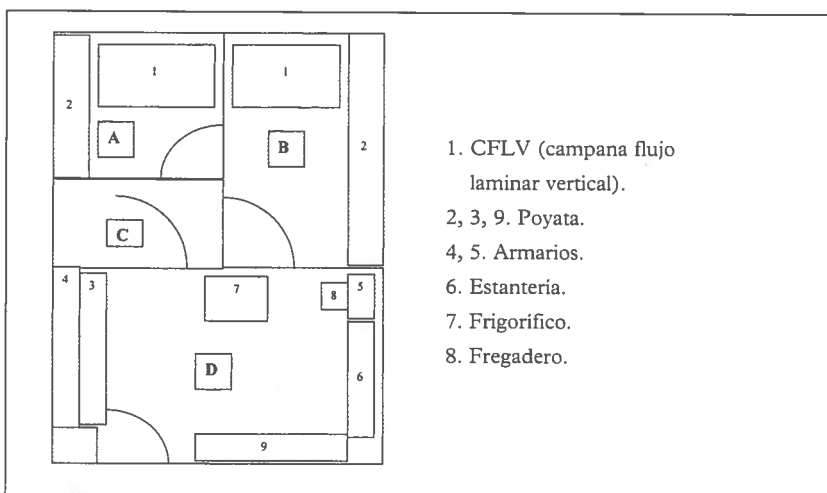 1
1
2
A
B
2
C
4
3
7
8
5
D
6
9
1. CFLV (campana flujo
laminar vertical).
2, 3, 9. Poyata.
4, 5. Armarios.
6. Estantería.
7. Frigorífico.
8. Fregadero.